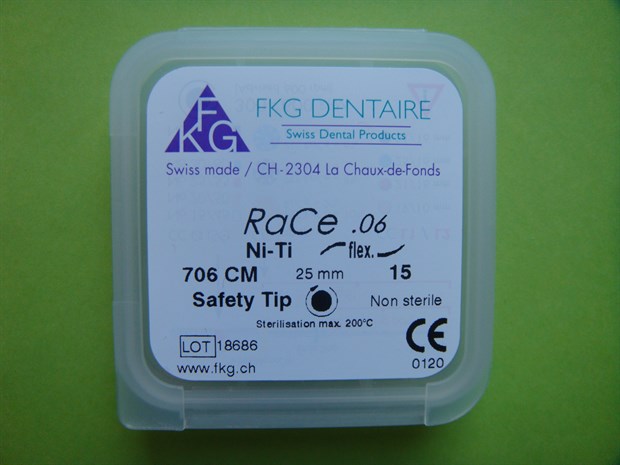 FKG
FKG DENTAIRE
Swiss Dental Products
Swiss made / CH-2304 La Chaux-de-Fonds
RaCe .06
Ni-Ti flex.
706 CM 25 mm 15
Safety Tip Non sterile
Sterilisation max. 200°C
LOT 18686
CE
www.fkg.ch 0120